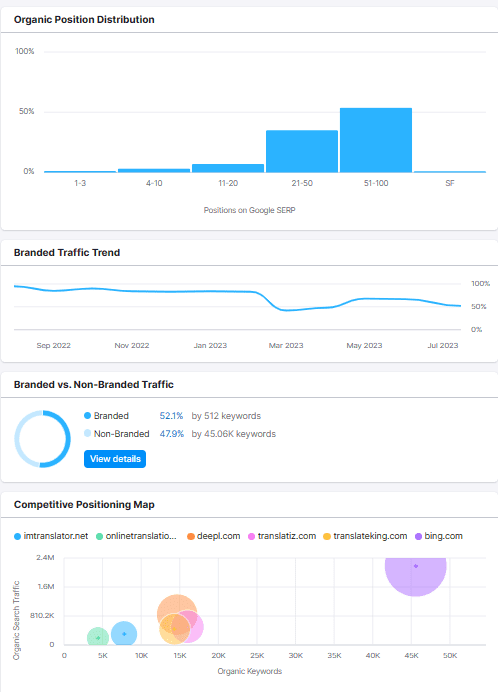 Organic Position Distribution
100%
50%
0%
1-3 4-10 11-20 21-50 51-100 SF
Positions on Google SERP
Branded Traffic Trend
100%
50%
0%
Sep 2022 Nov 2022 Jan 2023 Mar 2023 May 2023 Jul 2023
Branded vs. Non-Branded Traffic
Branded 52.1% by 512 keywords
Non-Branded 47.9% by 45.06K keywords
View details
Competitive Positioning Map
imtranslator.net onlinetranslatio... deepl.com translatiz.com translateking.com bing.com
Organic Search Traffic
2.4M
1.6M
810.2K
0
0 5K 10K 15K 20K 25K 30K 35K 40K 45K 50K
Organic Keywords